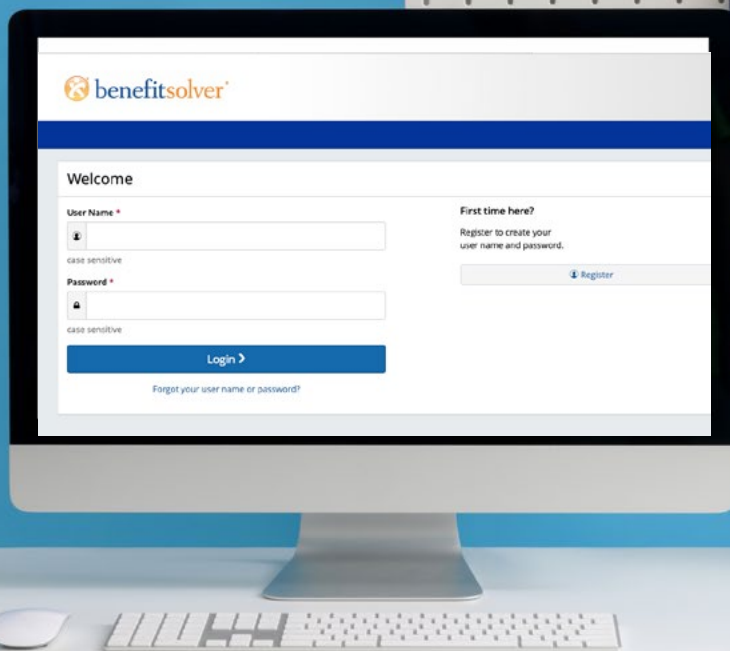 benefitsolver
Welcome
User Name *
case sensitive
Password *
case sensitive
Login
Forgot your user name or password?
First time here?
Register to create your
user name and password.
Register